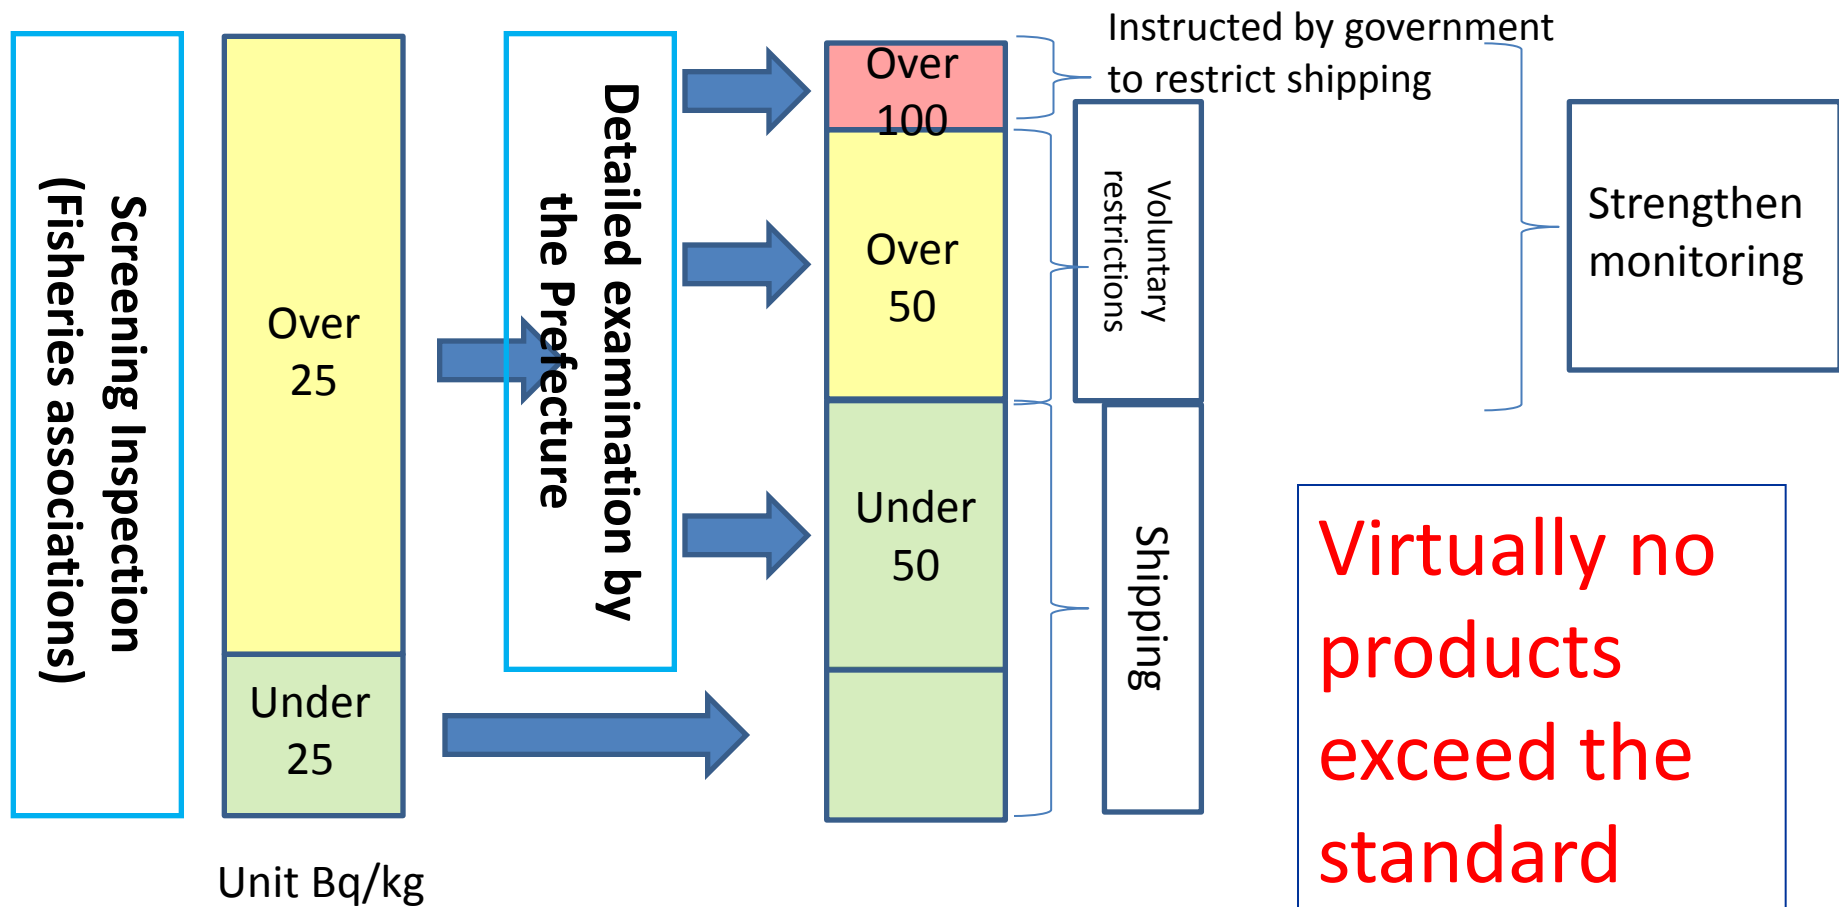 Screening Inspection
(Fisheries associations)
Over
25
Under
25
Unit Bq/kg
Detailed examination by
the Prefecture
Over
100
Over
50
Under
50
Instructed by government
to restrict shipping
Voluntary
restrictions
Shipping
Strengthen
monitoring
Virtually no
products
exceed the
standard